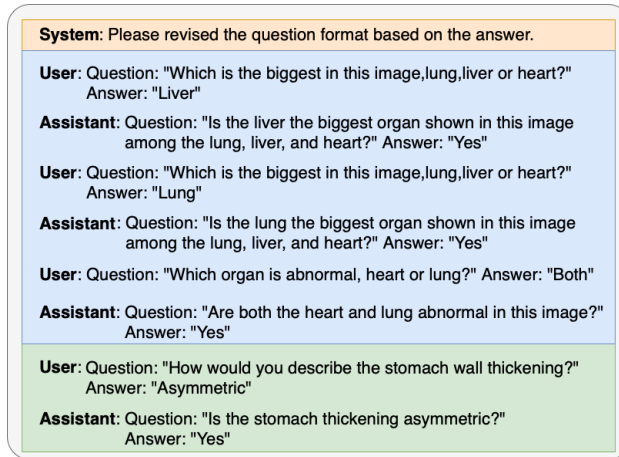 System: Please revised the question format based on the answer.
User: Question: "Which is the biggest in this image,lung,liver or heart?"
Answer: "Liver"
Assistant: Question: "Is the liver the biggest organ shown in this image
among the lung, liver, and heart?" Answer: "Yes"
User: Question: "Which is the biggest in this image,lung,liver or heart?"
Answer: "Lung"
Assistant: Question: "Is the lung the biggest organ shown in this image
among the lung, liver, and heart?" Answer: "Yes"
User: Question: "Which organ is abnormal, heart or lung?" Answer: "Both"
Assistant: Question: "Are both the heart and lung abnormal in this image?"
Answer: "Yes"
User: Question: "How would you describe the stomach wall thickening?"
Answer: "Asymmetric"
Assistant: Question: "Is the stomach thickening asymmetric?"
Answer: "Yes"